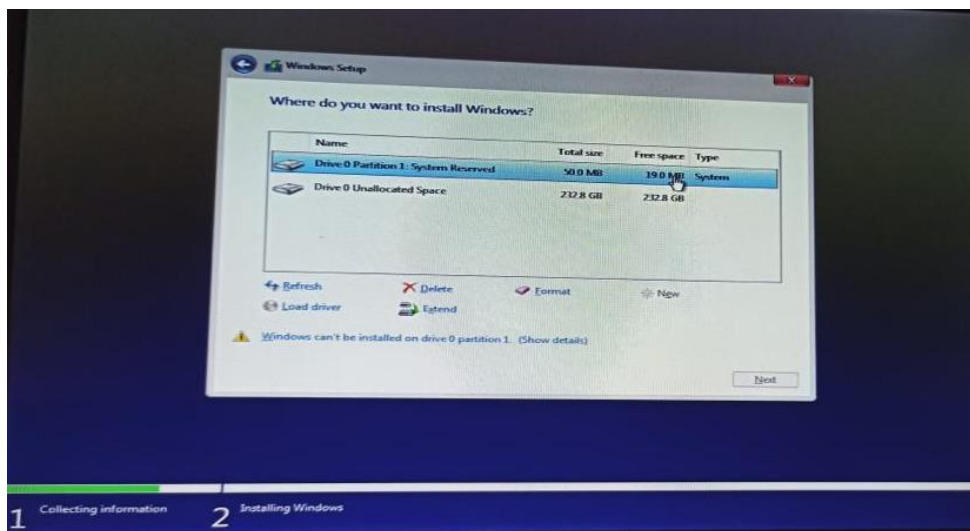 Windows Setup
Where do you want to install Windows?
Name Total size Free space Type
Drive 0 Partition 1: System Reserved 50.0 MB 19.0 MB System
Drive 0 Unallocated Space 232.8 GB 232.8 GB
Refresh Delete Format New
Load driver Extend
Windows can't be installed on drive 0 partition 1. (Show details)
Next
1 Collecting information 2 Installing Windows